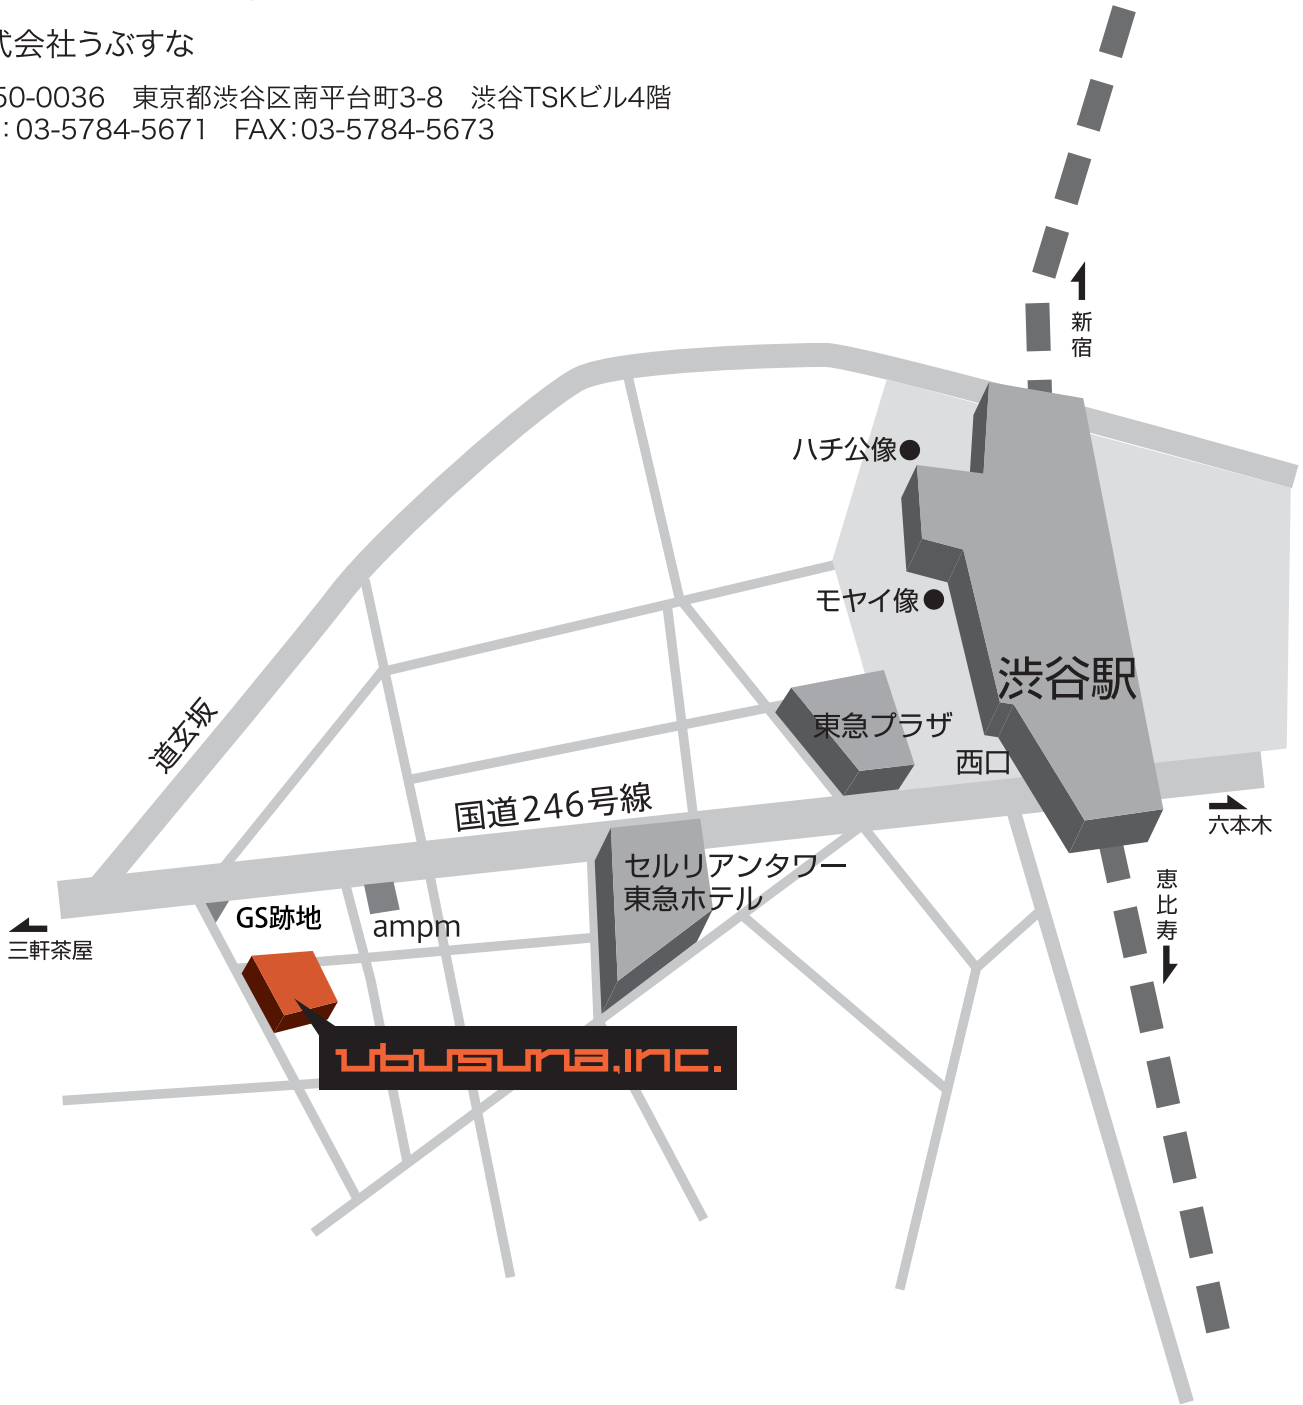 式会社うぶすな
50-0036　東京都渋谷区南平台町3-8　渋谷TSKビル4階
：03-5784-5671　FAX：03-5784-5673
新宿
ハチ公像
モヤイ像
渋谷駅
東急プラザ
西口
道玄坂
国道246号線
六本木
セルリアンタワー
東急ホテル
恵比寿
GS跡地
ampm
三軒茶屋
ubusuna.inc.